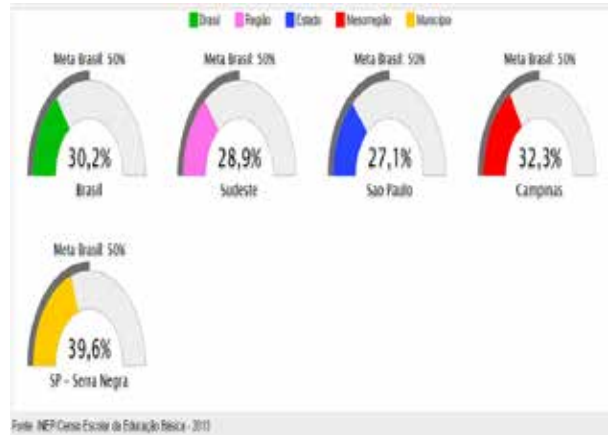 Brasil Região Estado Mesorregião Município
Meta Brasil: 50% Meta Brasil: 50% Meta Brasil: 50% Meta Brasil: 50%
30,2% 28,9% 27,1% 32,3%
Brasil Sudeste Sao Paulo Campinas
Meta Brasil: 50%
39,6%
SP - Serra Negra
Fonte: INEP/Censo Escolar da Educação Básica - 2013